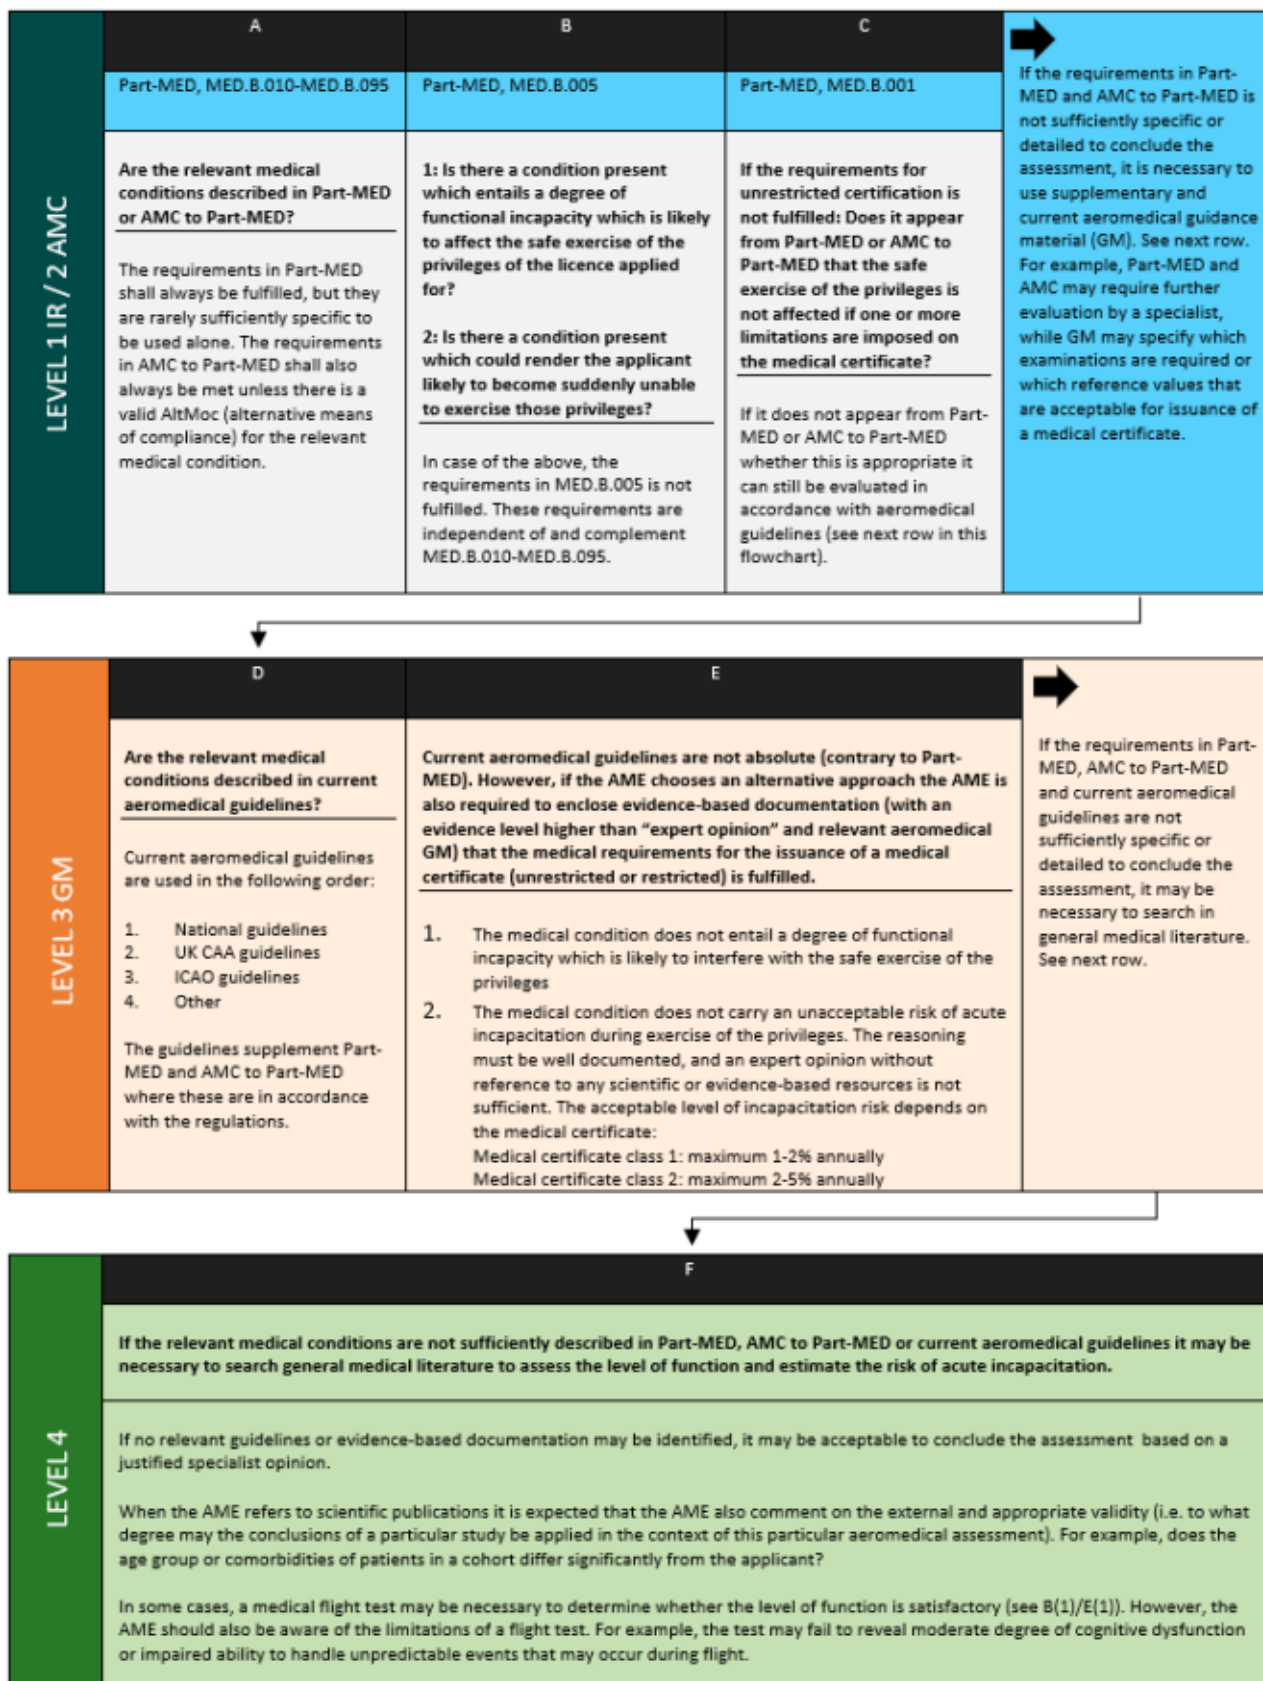 LEVEL 1 IR / 2 AMC
A
Part-MED, MED.B.010-MED.B.095
Are the relevant medical
conditions described in Part-MED
or AMC to Part-MED?
The requirements in Part-MED
shall always be fulfilled, but they
are rarely sufficiently specific to
be used alone. The requirements
in AMC to Part-MED shall also
always be met unless there is a
valid AltMoc (alternative means
of compliance) for the relevant
medical condition.
B
Part-MED, MED.B.005
1: Is there a condition present
which entails a degree of
functional incapacity which is likely
to affect the safe exercise of the
privileges of the licence applied
for?
2: Is there a condition present
which could render the applicant
likely to become suddenly unable
to exercise those privileges?
In case of the above, the
requirements in MED.B.005 is not
fulfilled. These requirements are
independent of and complement
MED.B.010-MED.B.095.
C
Part-MED, MED.B.001
If the requirements for
unrestricted certification is
not fulfilled: Does it appear
from Part-MED or AMC to
Part-MED that the safe
exercise of the privileges is
not affected if one or more
limitations are imposed on
the medical certificate?
If it does not appear from Part-
MED or AMC to Part-MED
whether this is appropriate it
can still be evaluated in
accordance with aeromedical
guidelines (see next row in this
flowchart).
If the requirements in Part-
MED and AMC to Part-MED is
not sufficiently specific or
detailed to conclude the
assessment, it is necessary to
use supplementary and
current aeromedical guidance
material (GM). See next row.
For example, Part-MED and
AMC may require further
evaluation by a specialist,
while GM may specify which
examinations are required or
which reference values that
are acceptable for issuance of
a medical certificate.
LEVEL 3 GM
D
Are the relevant medical
conditions described in current
aeromedical guidelines?
Current aeromedical guidelines
are used in the following order:
1. National guidelines
2. UK CAA guidelines
3. ICAO guidelines
4. Other
The guidelines supplement Part-
MED and AMC to Part-MED
where these are in accordance
with the regulations.
E
Current aeromedical guidelines are not absolute (contrary to Part-
MED). However, if the AME chooses an alternative approach the AME is
also required to enclose evidence-based documentation (with an
evidence level higher than “expert opinion” and relevant aeromedical
GM) that the medical requirements for the issuance of a medical
certificate (unrestricted or restricted) is fulfilled.
1. The medical condition does not entail a degree of functional
incapacity which is likely to interfere with the safe exercise of the
privileges
2. The medical condition does not carry an unacceptable risk of acute
incapacitation during exercise of the privileges. The reasoning
must be well documented, and an expert opinion without
reference to any scientific or evidence-based resources is not
sufficient. The acceptable level of incapacitation risk depends on
the medical certificate:
Medical certificate class 1: maximum 1-2% annually
Medical certificate class 2: maximum 2-5% annually
If the requirements in Part-
MED, AMC to Part-MED
and current aeromedical
guidelines are not
sufficiently specific or
detailed to conclude the
assessment, it may be
necessary to search in
general medical literature.
See next row.
LEVEL 4
F
If the relevant medical conditions are not sufficiently described in Part-MED, AMC to Part-MED or current aeromedical guidelines it may be
necessary to search general medical literature to assess the level of function and estimate the risk of acute incapacitation.
If no relevant guidelines or evidence-based documentation may be identified, it may be acceptable to conclude the assessment based on a
justified specialist opinion.
When the AME refers to scientific publications it is expected that the AME also comment on the external and appropriate validity (i.e. to what
degree may the conclusions of a particular study be applied in the context of this particular aeromedical assessment). For example, does the
age group or comorbidities of patients in a cohort differ significantly from the applicant?
In some cases, a medical flight test may be necessary to determine whether the level of function is satisfactory (see B(1)/E(1)). However, the
AME should also be aware of the limitations of a flight test. For example, the test may fail to reveal moderate degree of cognitive dysfunction
or impaired ability to handle unpredictable events that may occur during flight.